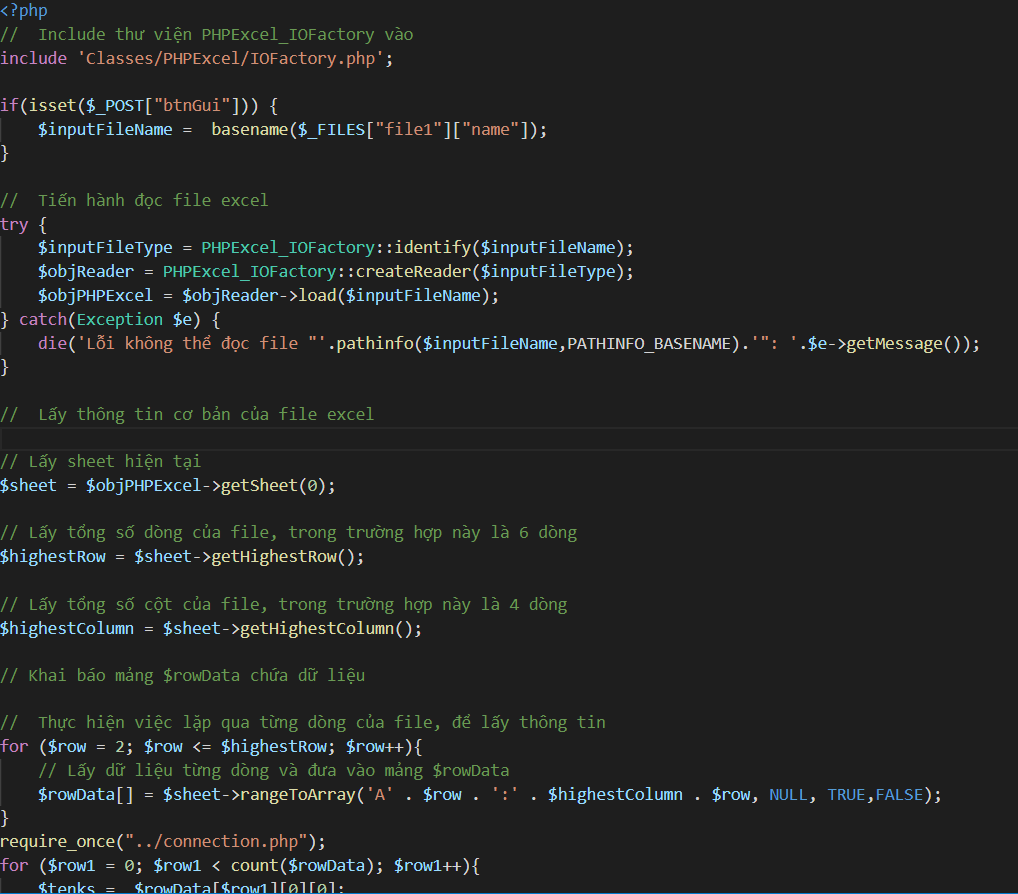 <?php
//  Include thư viện PHPExcel_IOFactory vào
include 'Classes/PHPExcel/IOFactory.php';
if(isset($_POST["btnGui"])) {
    $inputFileName =  basename($_FILES["file1"]["name"]);
}
//  Tiến hành đọc file excel
try {
    $inputFileType = PHPExcel_IOFactory::identify($inputFileName);
    $objReader = PHPExcel_IOFactory::createReader($inputFileType);
    $objPHPExcel = $objReader->load($inputFileName);
} catch(Exception $e) {
    die('Lỗi không thể đọc file "'.pathinfo($inputFileName,PATHINFO_BASENAME).'": '.$e->getMessage());
}
//  Lấy thông tin cơ bản của file excel
// Lấy sheet hiện tại
$sheet = $objPHPExcel->getSheet(0);
// Lấy tổng số dòng của file, trong trường hợp này là 6 dòng
$highestRow = $sheet->getHighestRow();
// Lấy tổng số cột của file, trong trường hợp này là 4 dòng
$highestColumn = $sheet->getHighestColumn();
// Khai báo mảng $rowData chứa dữ liệu
//  Thực hiện việc lặp qua từng dòng của file, để lấy thông tin
for ($row = 2; $row <= $highestRow; $row++){
    // Lấy dữ liệu từng dòng và đưa vào mảng $rowData
    $rowData[] = $sheet->rangeToArray('A' . $row . ':' . $highestColumn . $row, NULL, TRUE,FALSE);
}
require_once("../connection.php");
for ($row1 = 0; $row1 < count($rowData); $row1++){
    $tenks =  $rowData[$row1][0][0];